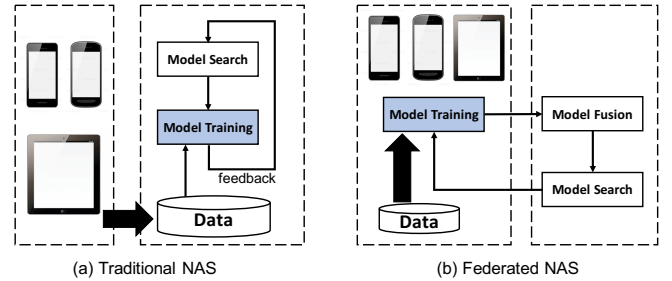 Model Search
Model Training
feedback
Data
(a) Traditional NAS
Model Training
Model Fusion
Model Search
Data
(b) Federated NAS